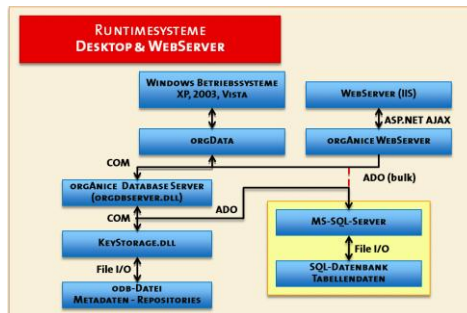 RUNTIMESYSTEME
DESKTOP & WEBSERVER
WINDOWS BETRIEBSSYSTEME
XP, 2003, VISTA
WEBSERVER (IIS)
ASP.NET AJAX
ORGDATA
ORGANICE WEBSERVER
COM
ADO (bulk)
ORGANICE DATABASE SERVER
(ORGDBSERVER.DLL)
COM
ADO
MS-SQL-SERVER
KEYSTORAGE.DLL
File I/O
File I/O
SQL-DATENBANK
TABELLENDATEN
ODB-DATEI
METADATEN - REPOSITORIES